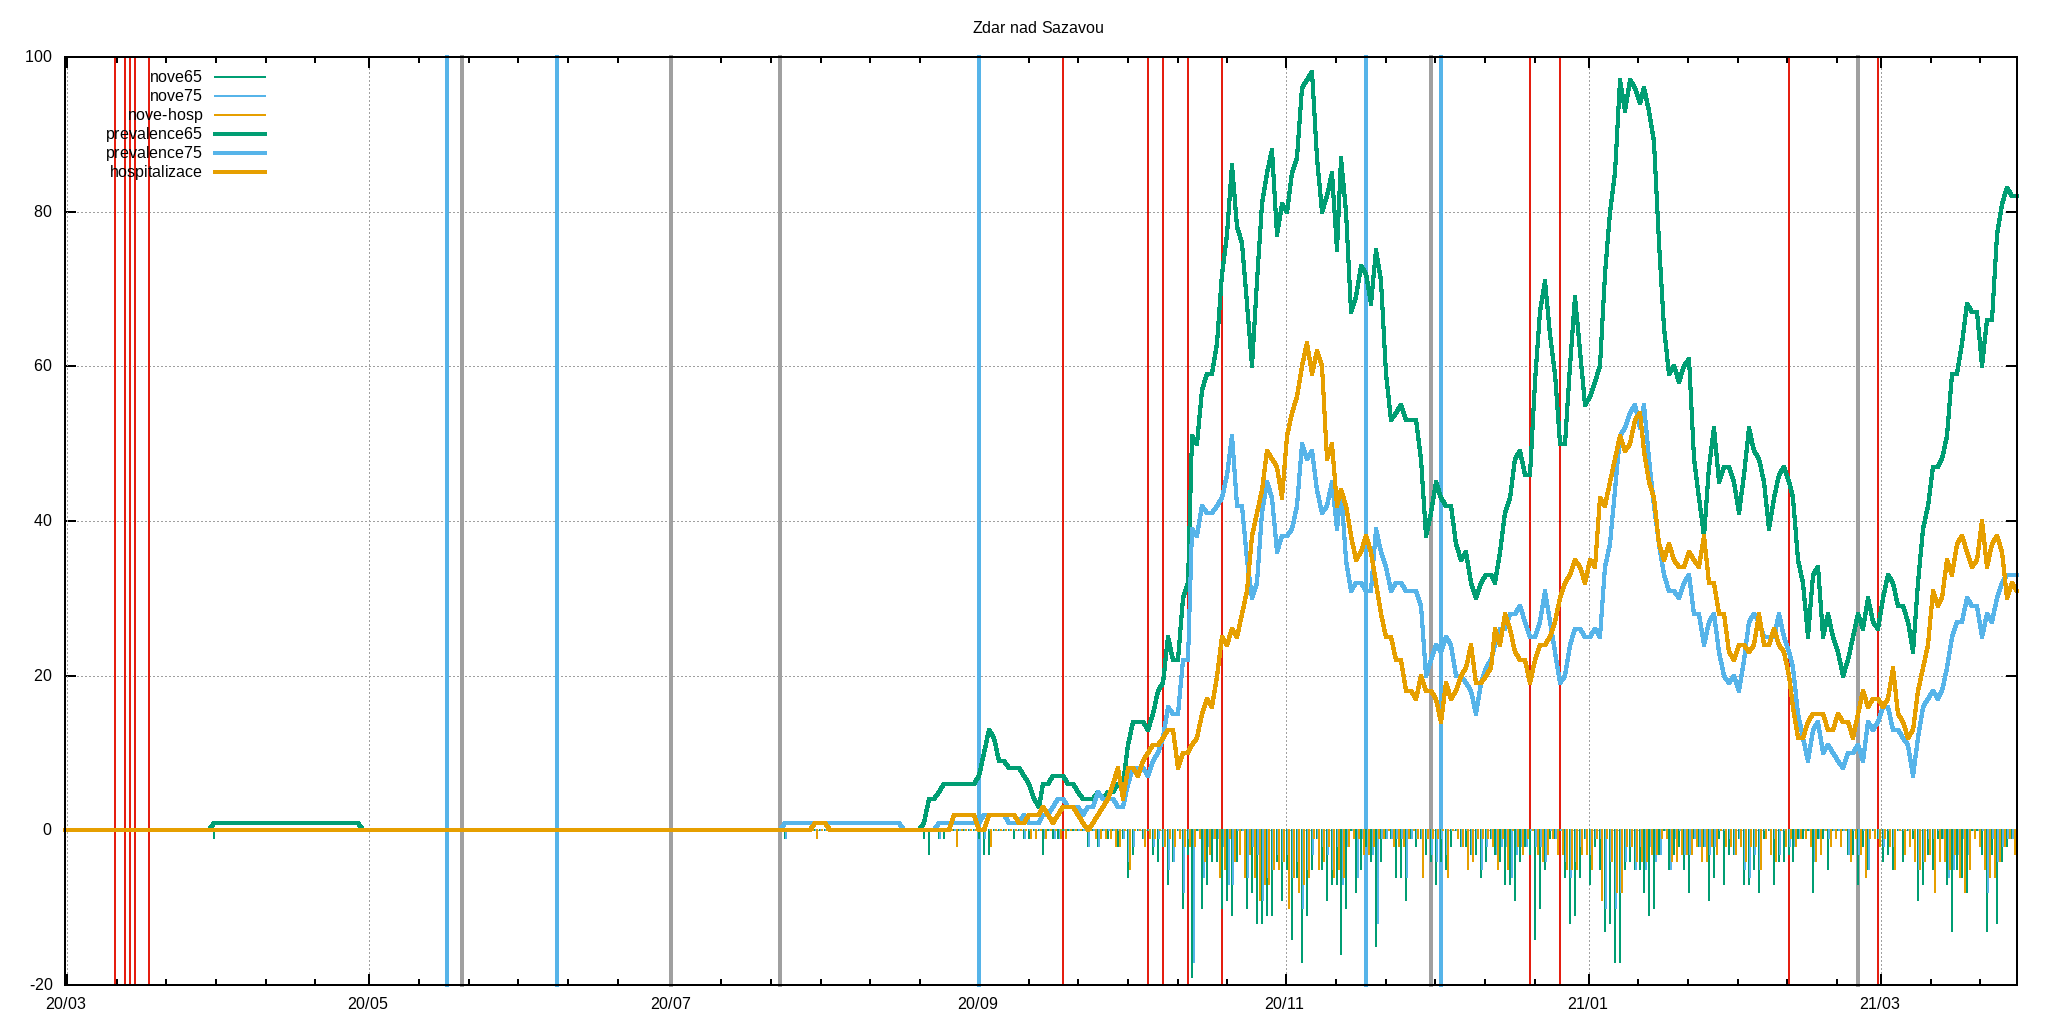 Zdar nad Sazavou
100
80
60
40
20
0
-20
nove65
nove75
nove-hosp
prevalence65
prevalence75
hospitalizace
20/03 20/05 20/07 20/09 20/11 21/01 21/03